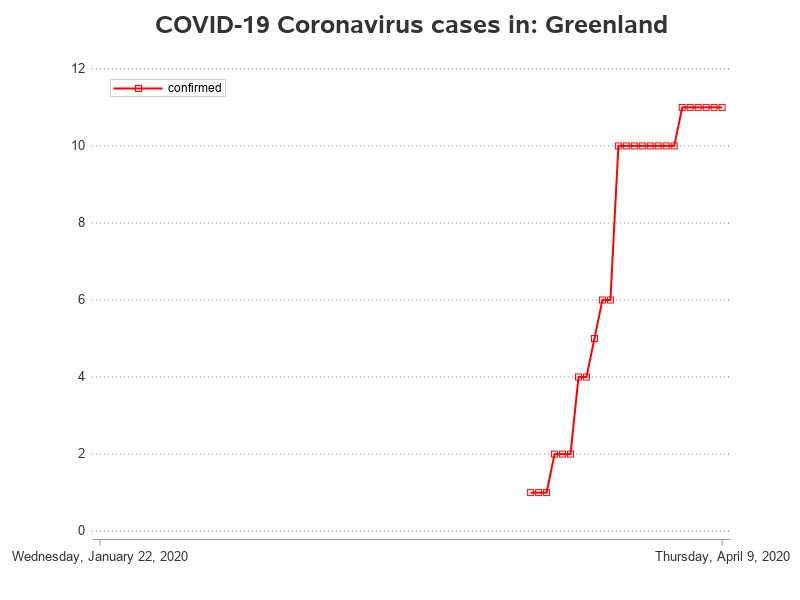 COVID-19 Coronavirus cases in: Greenland
12
confirmed
10
8
6
4
2
0
Wednesday, January 22, 2020
Thursday, April 9, 2020